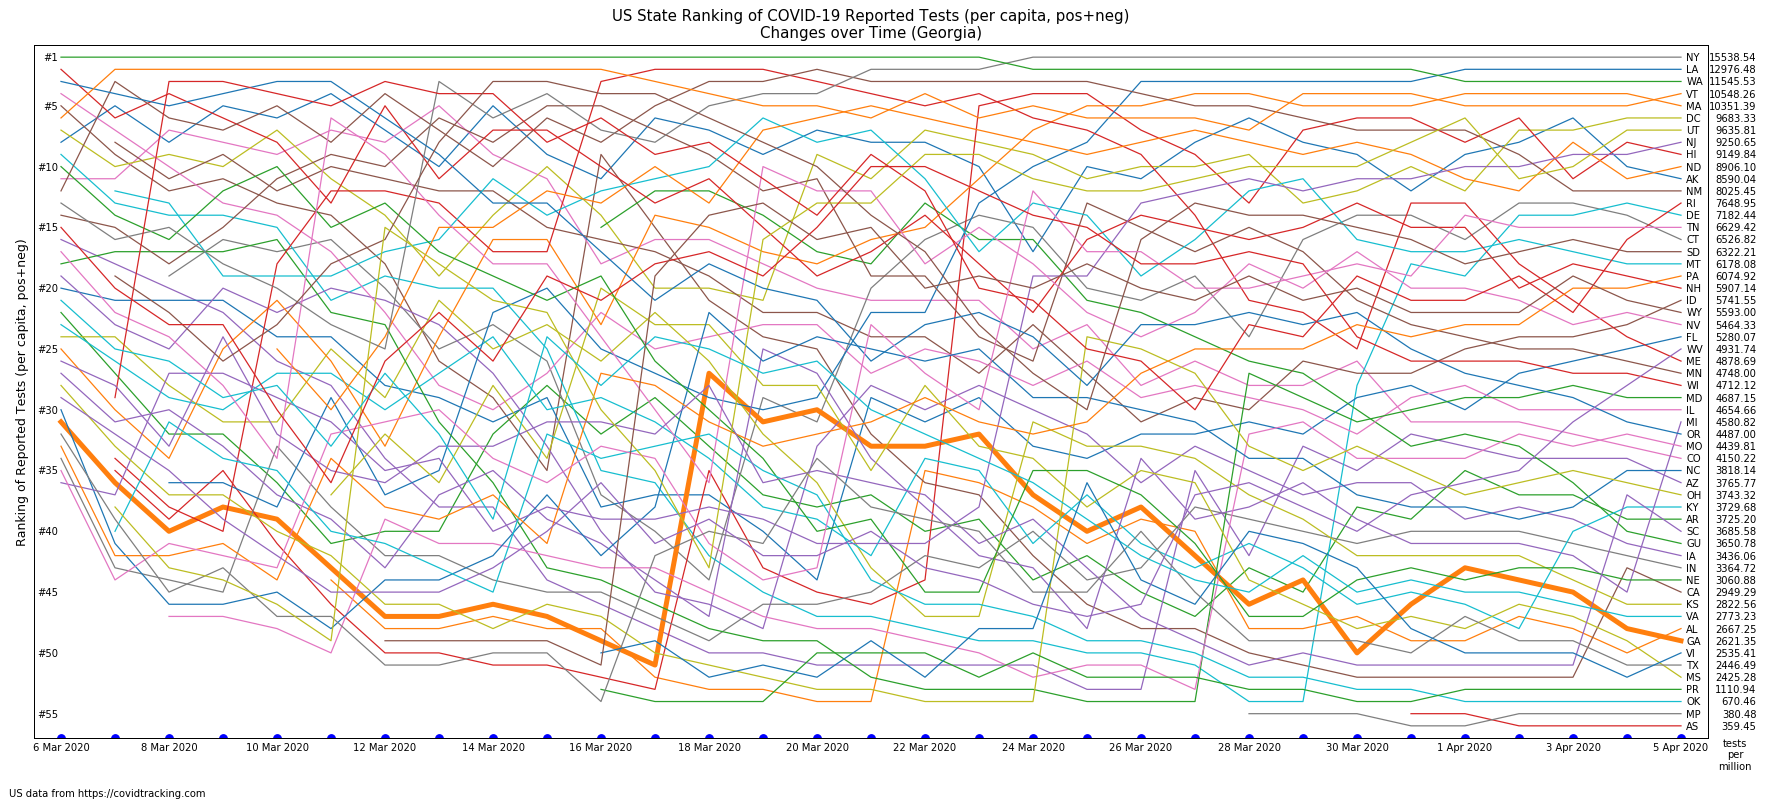 US State Ranking of COVID-19 Reported Tests (per capita, pos+neg)
Changes over Time (Georgia)
Ranking of Reported Tests (per capita, pos+neg)
#1
#5
#10
#15
#20
#25
#30
#35
#40
#45
#50
#55
NY 15538.54
LA 12976.48
WA 11545.53
VT 10548.26
MA 10351.39
DC 9683.33
UT 9635.81
NJ 9250.65
HI 9149.84
ND 8906.10
AK 8590.04
NM 8025.45
RI 7648.95
DE 7182.44
TN 6629.42
CT 6526.82
SD 6322.21
MT 6178.08
PA 6074.92
NH 5907.14
ID 5741.55
WY 5593.00
NV 5464.33
FL 5280.07
WV 4931.74
ME 4878.69
MN 4748.00
WI 4712.12
MD 4687.15
IL 4654.66
MI 4580.82
OR 4487.00
MO 4439.81
CO 4150.22
NC 3818.14
AZ 3765.77
OH 3743.32
KY 3729.68
AR 3725.20
SC 3685.58
GU 3650.78
IA 3436.06
IN 3364.72
NE 3060.88
CA 2949.29
KS 2822.56
VA 2773.23
AL 2667.25
GA 2621.35
VI 2535.41
TX 2446.49
MS 2425.28
PR 1110.94
OK 670.46
MP 380.48
AS 359.45
6 Mar 2020 8 Mar 2020 10 Mar 2020 12 Mar 2020 14 Mar 2020 16 Mar 2020 18 Mar 2020 20 Mar 2020 22 Mar 2020 24 Mar 2020 26 Mar 2020 28 Mar 2020 30 Mar 2020 1 Apr 2020 3 Apr 2020 5 Apr 2020
tests
per
million
US data from https://covidtracking.com